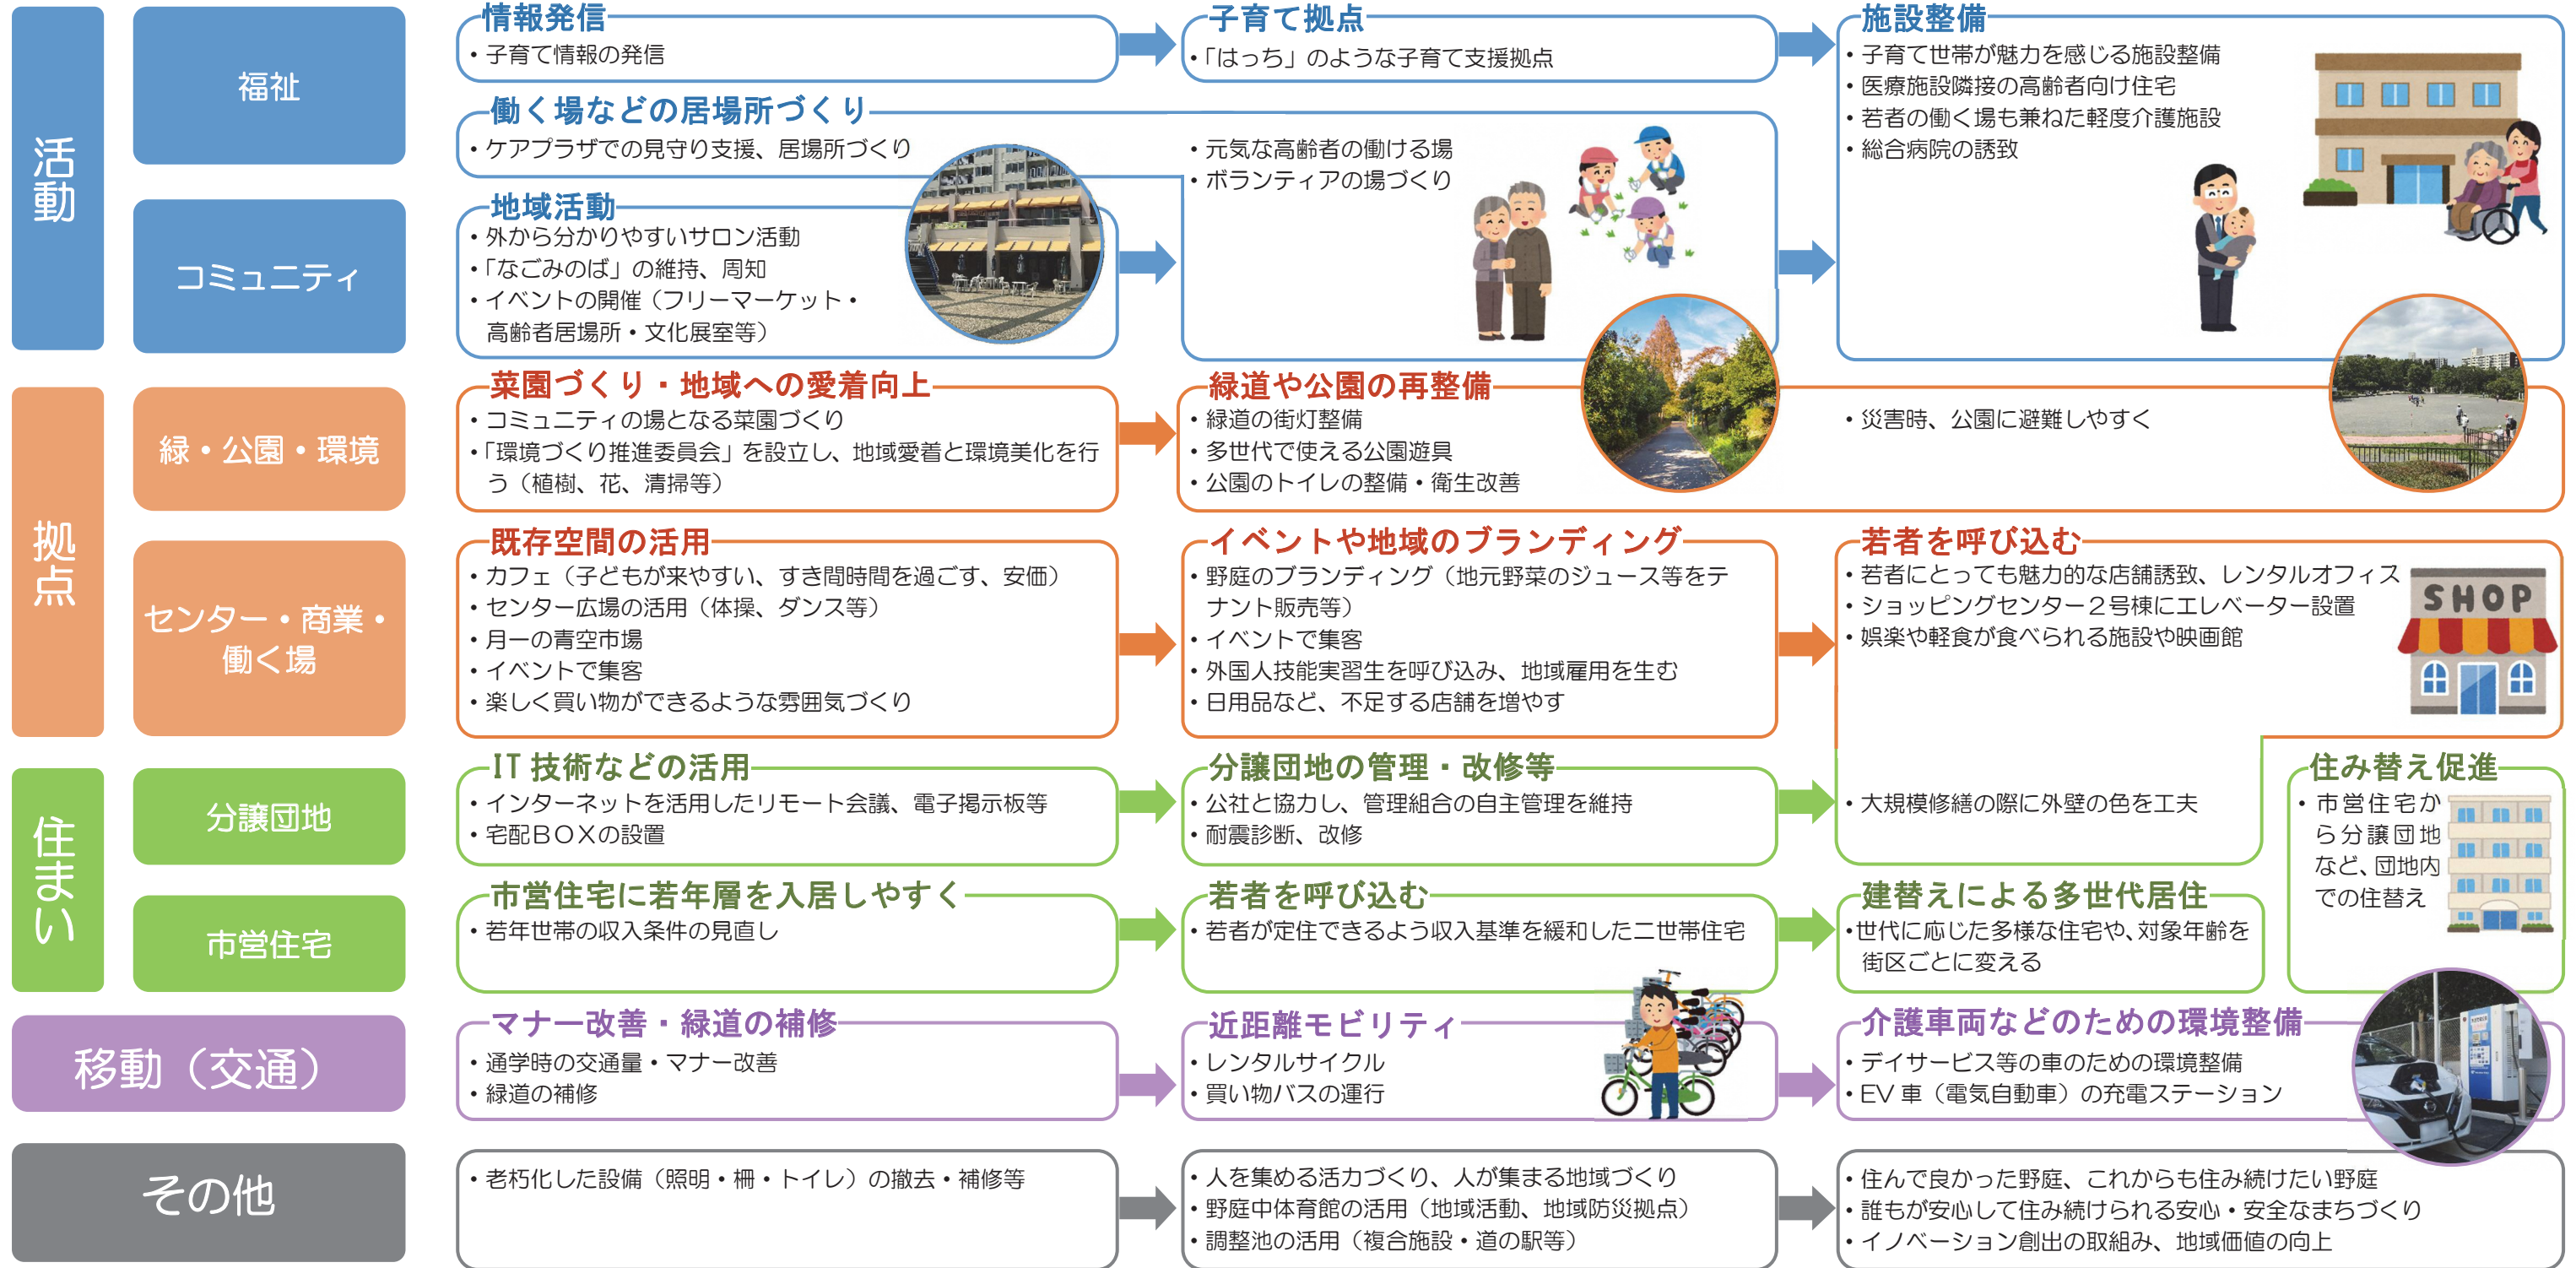 活動
福祉
情報発信
・子育て情報の発信
子育て拠点
・「はっち」のような子育て支援拠点
施設整備
・子育て世帯が魅力を感じる施設整備
・医療施設隣接の高齢者向け住宅
・若者の働く場も兼ねた軽度介護施設
・総合病院の誘致
働く場などの居場所づくり
・ケアプラザでの見守り支援、居場所づくり
・元気な高齢者の働ける場
・ボランティアの場づくり
コミュニティ
地域活動
・外から分かりやすいサロン活動
・「なごみのば」の維持、周知
・イベントの開催（フリーマーケット・
高齢者居場所・文化展室等）
拠点
緑・公園・環境
菜園づくり・地域への愛着向上
・コミュニティの場となる菜園づくり
・「環境づくり推進委員会」を設立し、地域愛着と環境美化を行
う（植樹、花、清掃等）
緑道や公園の再整備
・緑道の街灯整備
・多世代で使える公園遊具
・公園のトイレの整備・衛生改善
・災害時、公園に避難しやすく
センター・商業・
働く場
既存空間の活用
・カフェ（子どもが来やすい、すき間時間を過ごす、安価）
・センター広場の活用（体操、ダンス等）
・月一の青空市場
・イベントで集客
・楽しく買い物ができるような雰囲気づくり
イベントや地域のブランディング
・野庭のブランディング（地元野菜のジュース等をテ
ナント販売等）
・イベントで集客
・外国人技能実習生を呼び込み、地域雇用を生む
・日用品など、不足する店舗を増やす
若者を呼び込む
・若者にとっても魅力的な店舗誘致、レンタルオフィス
・ショッピングセンター２号棟にエレベーター設置
・娯楽や軽食が食べられる施設や映画館
SHOP
住まい
分譲団地
IT 技術などの活用
・インターネットを活用したリモート会議、電子掲示板等
・宅配ＢＯＸの設置
分譲団地の管理・改修等
・公社と協力し、管理組合の自主管理を維持
・耐震診断、改修
・大規模修繕の際に外壁の色を工夫
住み替え促進
・市営住宅か
ら分譲団地
など、団地内
での住替え
市営住宅
市営住宅に若年層を入居しやすく
・若年世帯の収入条件の見直し
若者を呼び込む
・若者が定住できるよう収入基準を緩和した二世帯住宅
建替えによる多世代居住
・世代に応じた多様な住宅や、対象年齢を
街区ごとに変える
移動（交通）
マナー改善・緑道の補修
・通学時の交通量・マナー改善
・緑道の補修
近距離モビリティ
・レンタルサイクル
・買い物バスの運行
介護車両などのための環境整備
・デイサービス等の車のための環境整備
・EV 車（電気自動車）の充電ステーション
その他
・老朽化した設備（照明・柵・トイレ）の撤去・補修等
・人を集める活力づくり、人が集まる地域づくり
・野庭中体育館の活用（地域活動、地域防災拠点）
・調整池の活用（複合施設・道の駅等）
・住んで良かった野庭、これからも住み続けたい野庭
・誰もが安心して住み続けられる安心・安全なまちづくり
・イノベーション創出の取組み、地域価値の向上